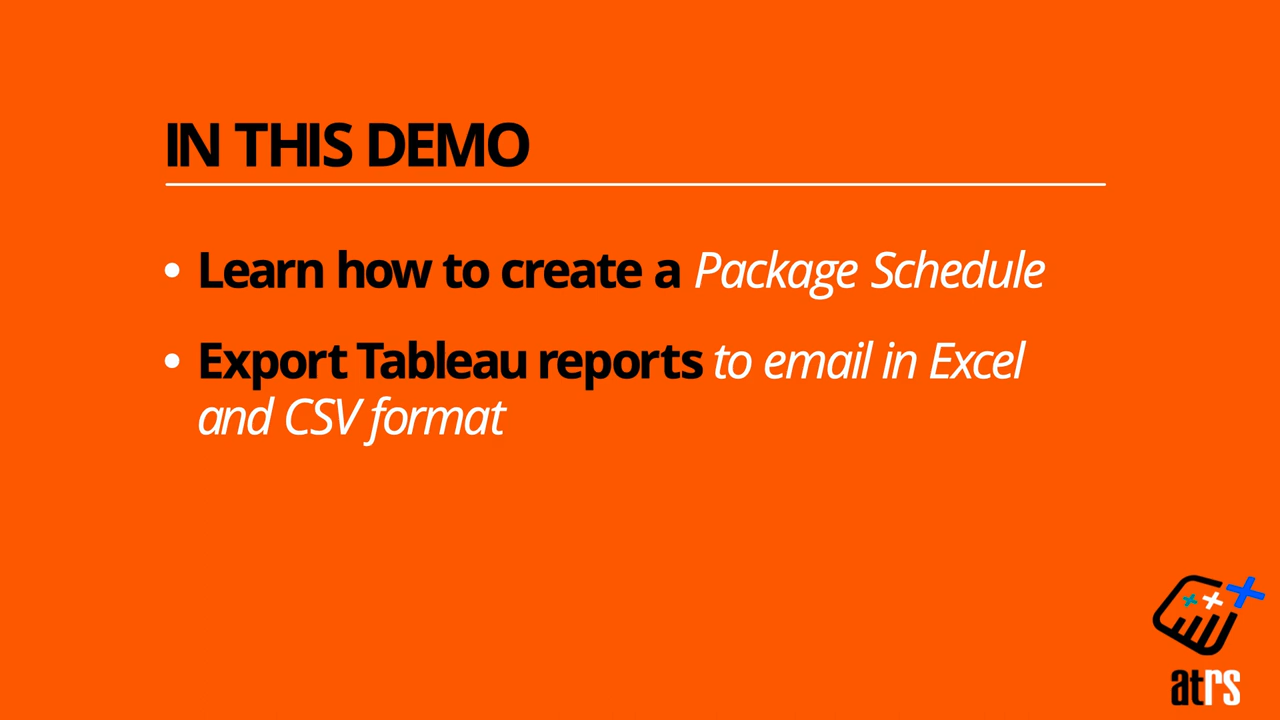 IN THIS DEMO
• Learn how to create a Package Schedule
• Export Tableau reports to email in Excel
and CSV format
atrs